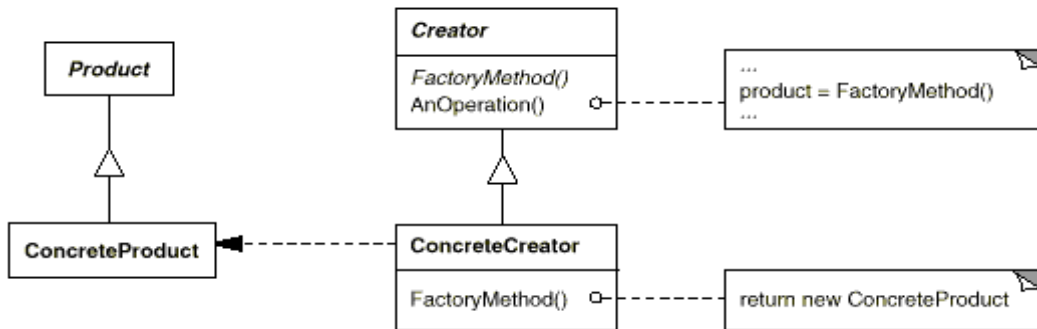 Product
ConcreteProduct
Creator
FactoryMethod()
AnOperation()
...
product = FactoryMethod()
...
ConcreteCreator
FactoryMethod()
return new ConcreteProduct